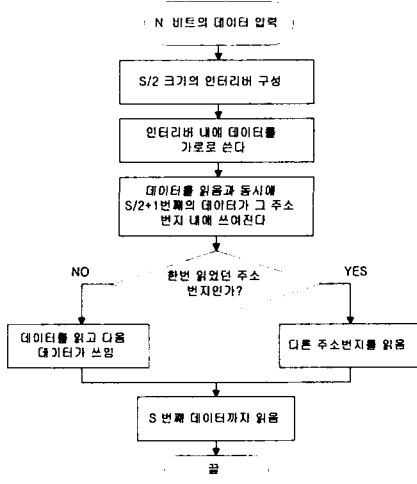 N 비트의 데이터 입력
S/2 크기의 인터리버 구성
인터리버 내에 데이터를
가로로 쓴다
데이터를 읽음과 동시에
S/2+1번째의 데이터가 그 주소
번지 내에 쓰여진다
한번 읽었던 주소
번지인가?
NO
YES
데이터를 읽고 다음
데이터가 쓰임
다른 주소번지를 읽음
S 번째 데이터까지 읽음
끝